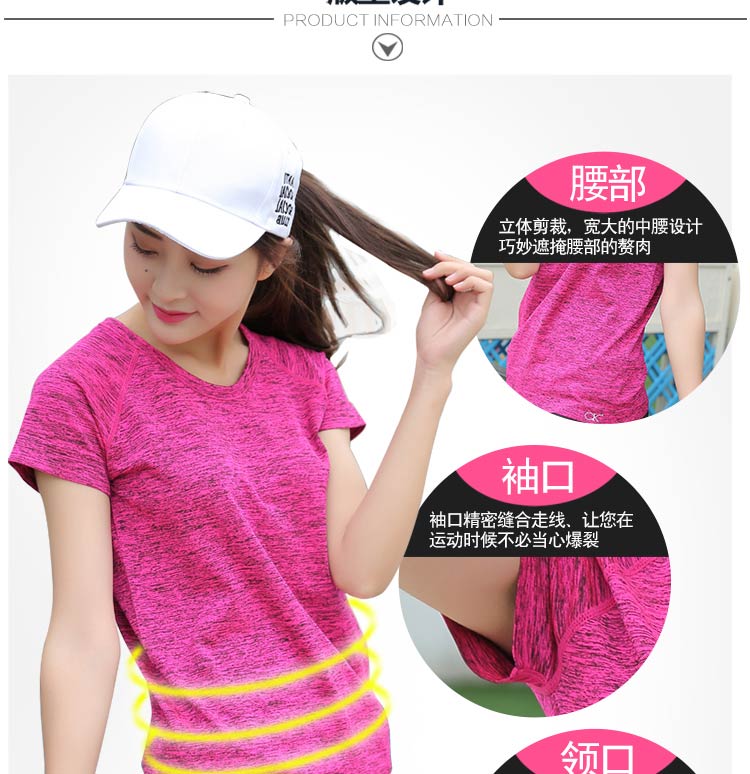 PRODUCT INFORMATION
腰部
立体剪裁，宽大的中腰设计
巧妙遮掩腰部的赘肉
袖口
袖口精密缝合走线、让您在
运动时候不必当心爆裂
领口